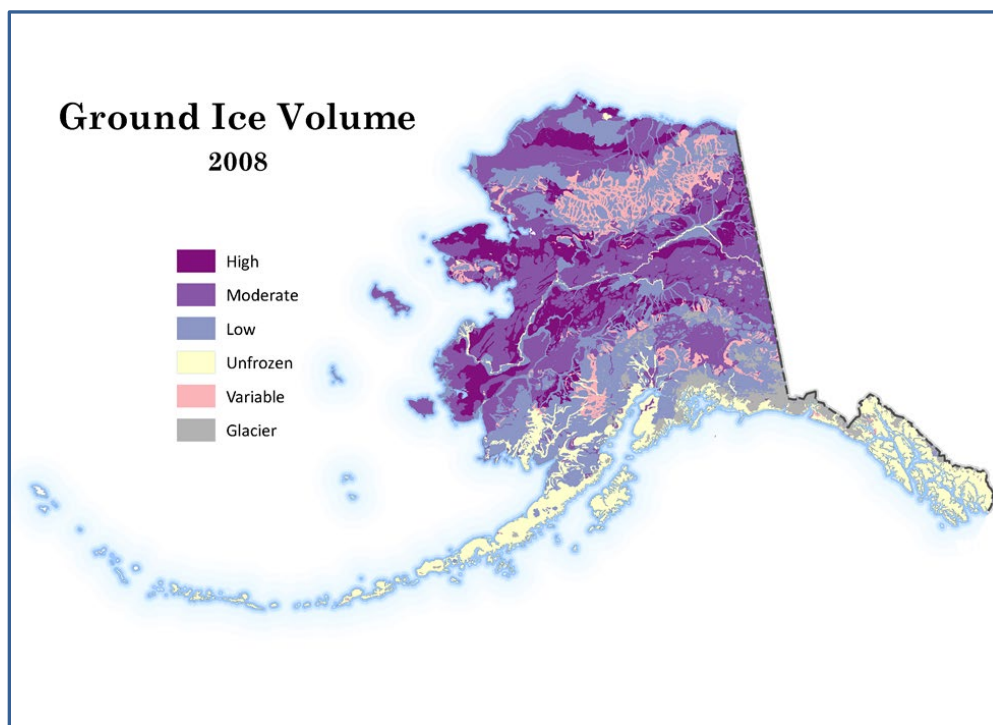 Ground Ice Volume
2008
High
Moderate
Low
Unfrozen
Variable
Glacier